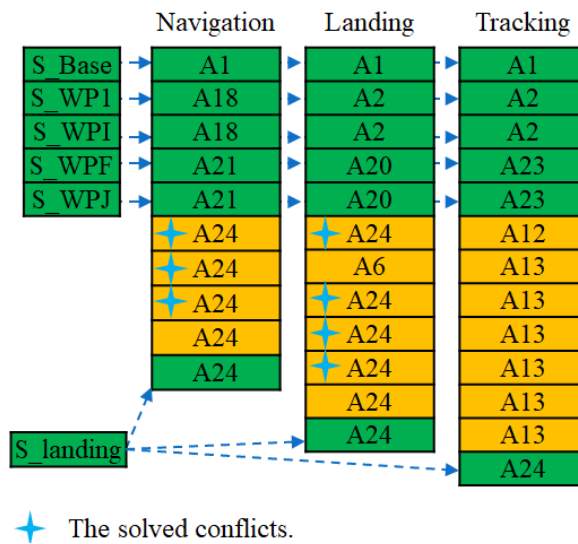 Navigation Landing Tracking
S_Base A1 A1 A1
S_WP1 A18 A2 A2
S_WPI A18 A2 A2
S_WPF A21 A20 A23
S_WPJ A21 A20 A23
A24 A24 A12
A24 A6 A13
A24 A24 A13
A24 A24 A13
A24 A24 A13
A24 A13
S_landing A24 A13
A24
The solved conflicts.